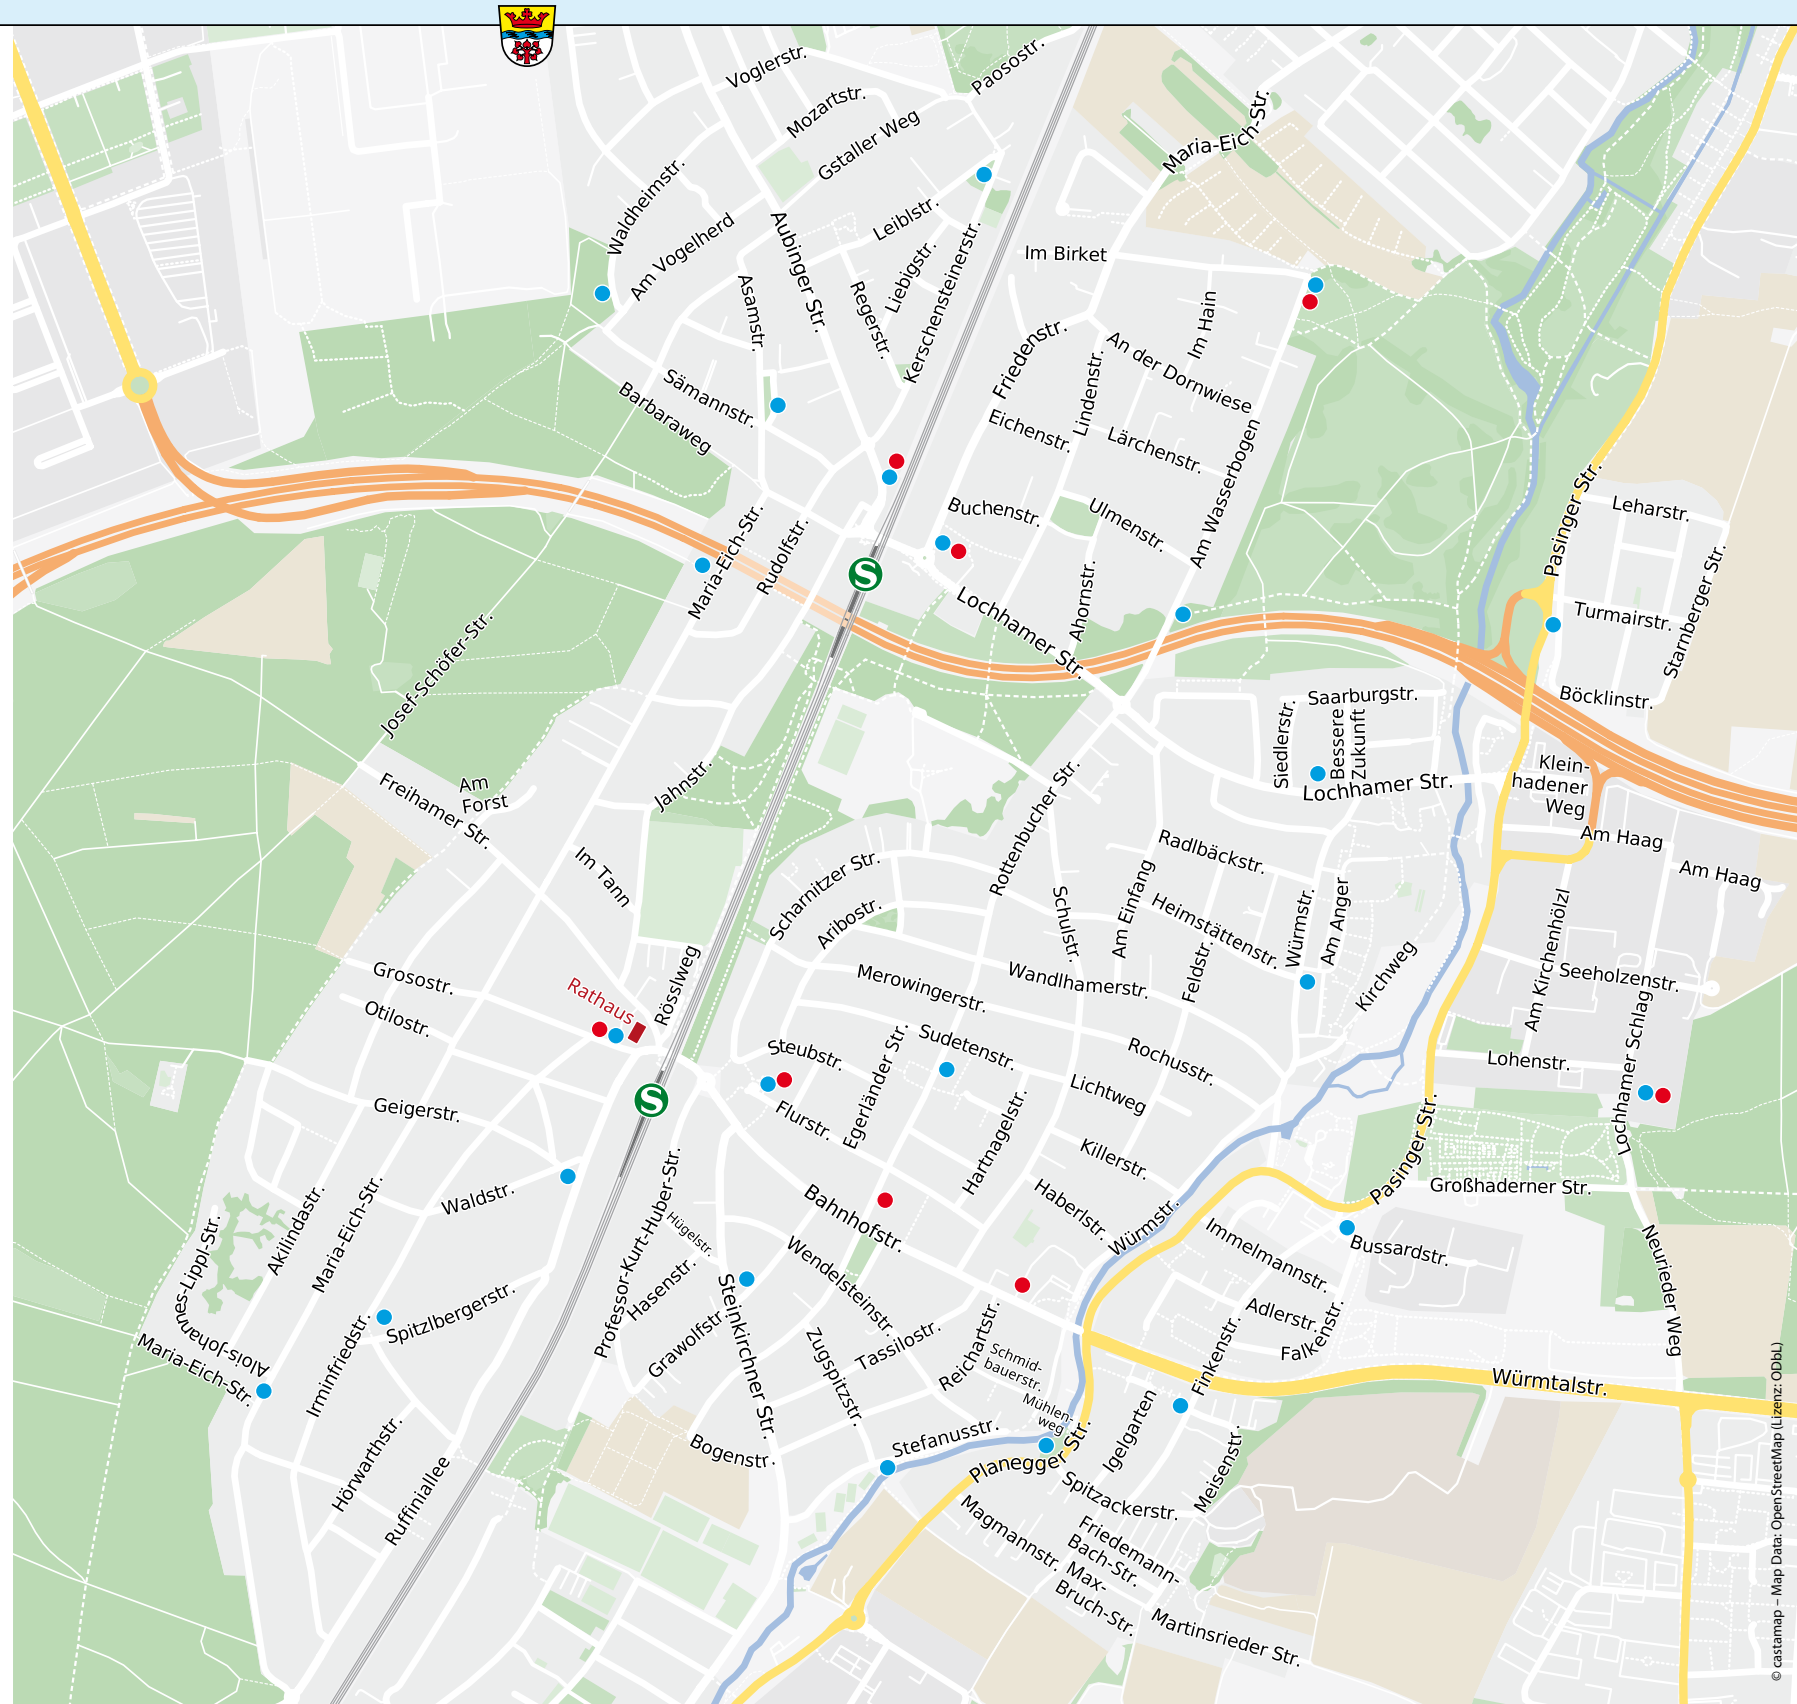 Voglerstr.
Paosostr.
Mozartstr.
Gstaller Weg
Maria-Eich-Str.
Waldheimstr.
Am Vogelherd
Aubinger Str.
Leiblstr.
Liebigstr.
Kerschensteinerstr.
Im Birket
Asamstr.
Regerstr.
Im Hain
Friedenstr.
An der Dornwiese
Lindenstr.
Sämannstr.
Barbaraweg
Eichenstr.
Lärchenstr.
Am Wasserbogen
Pasinger Str.
Leharstr.
Buchenstr.
Ulmenstr.
Maria-Eich-Str.
Rudolfstr.
S
Lochhamer Str.
Ahornstr.
Turmairstr.
Starnberger Str.
Josef-Schöfer-Str.
Böcklinstr.
Saarburgstr.
Siedlerstr.
Bessere
Zukunft
Lochhamer Str.
Klein-
hadener
Weg
Am
Forst
Freihamer Str.
Jahnstr.
Rottenbucher Str.
Am Haag
Am Haag
Radlbäckstr.
Im Tann
Scharnitzer Str.
Aribostr.
Schulstr.
Am Einfang
Heimstättenstr.
Würmstr.
Am Anger
Feldstr.
Kirchweg
Am Kirchenhölzl
Seeholzenstr.
Grosostr.
Otilostr.
Rathaus
Rösslweg
Merowingerstr.
Wandlhamerstr.
Lochhamer Schlag
Steubstr.
Egerländer Str.
Sudetenstr.
Rochusstr.
Lohenstr.
S
Geigerstr.
Flurstr.
Hartnagelstr.
Lichtweg
Pasinger Str.
Killerstr.
Großhaderner Str.
Waldstr.
Professor-Kurt-Huber-Str.
Bahnhofstr.
Haberlstr.
Würmstr.
Akilindastr.
Maria-Eich-Str.
Hügelstr.
Immelmannstr.
Bussardstr.
Neurieder Weg
Alois-Johannes-Lippl-Str.
Hasenstr.
Wendelsteinstr.
Steinkirchner Str.
Spitzlbergerstr.
Irminfriedstr.
Grawolfstr.
Zugspitzstr.
Tassilostr.
Reichartstr.
Schmid-
bauerstr.
Adlerstr.
Falkenstr.
Finkenstr.
Maria-Eich-Str.
Mühlen-
weg
Würmtalstr.
Igelgarten
Meisenstr.
Hörwarthstr.
Ruffiniallee
Bogenstr.
Stefanusstr.
Planegger Str.
Spitzackerstr.
Magmannstr.
Friedemann-
Bach-Str.
Max-
Bruch-Str.
Martinsrieder Str.
© castamap – Map Data: OpenStreetMap (Lizenz: ODbL)